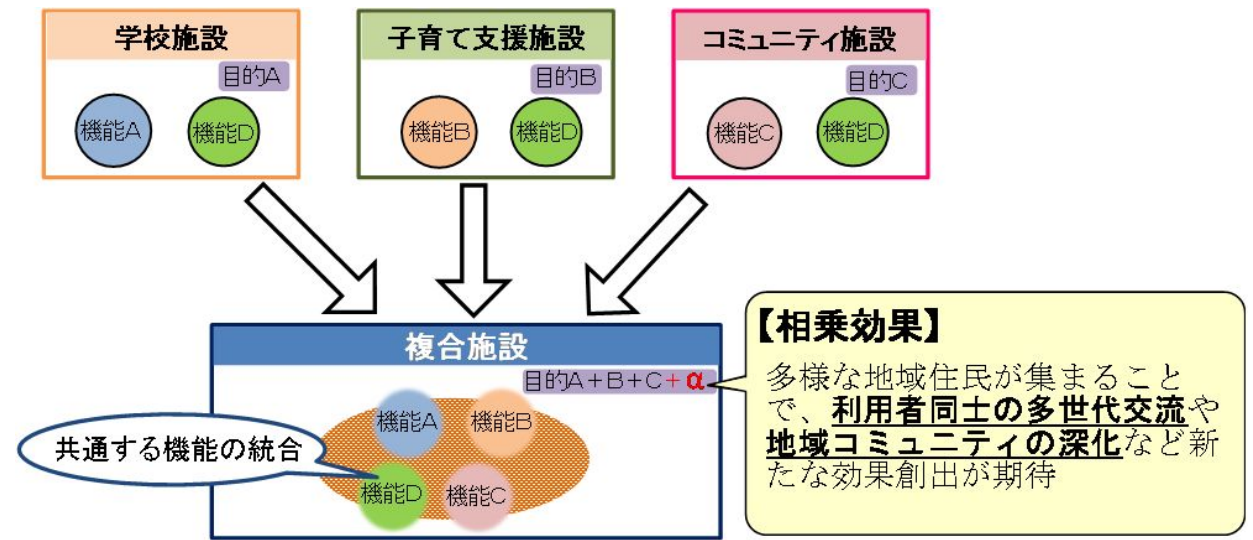 学校施設
目的A
機能A
機能D
子育て支援施設
目的B
機能B
機能D
コミュニティ施設
目的C
機能C
機能D
複合施設
目的A+B+C+α
機能A
機能B
機能D
機能C
共通する機能の統合
【相乗効果】
多様な地域住民が集まること
で、利用者同士の多世代交流や
地域コミュニティの深化など新
たな効果創出が期待